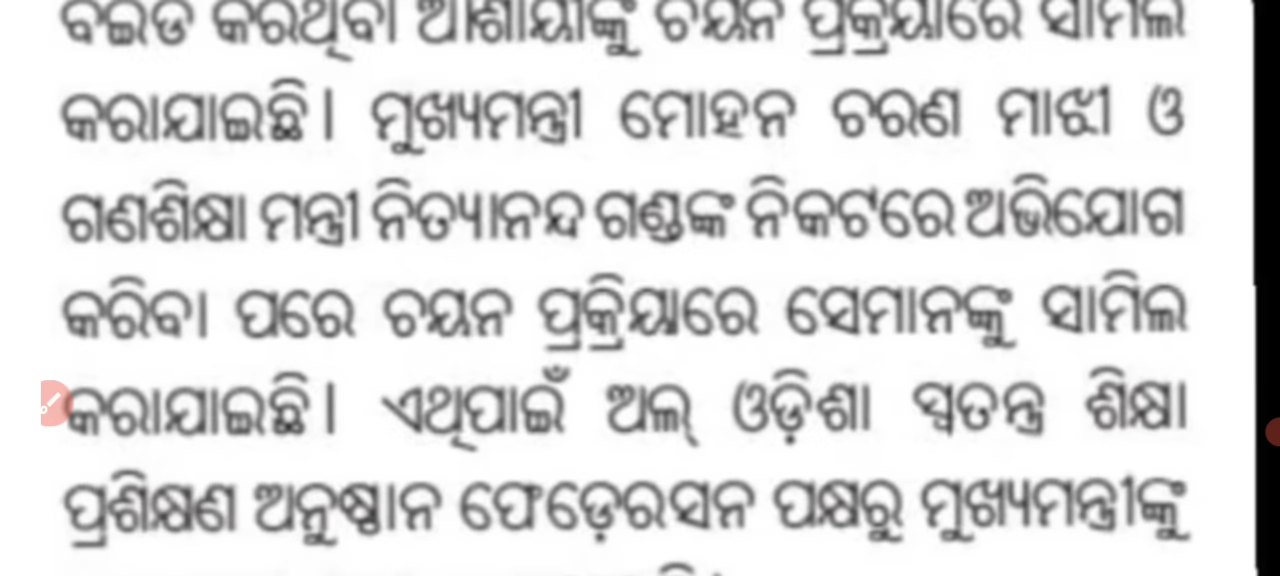 ବିଇଡ କରିଥିବା ଆଶାୟୀଙ୍କୁ ଚୟନ ପ୍ରକ୍ରିୟାରେ ସାମିଲ
କରାଯାଇଛି। ମୁଖ୍ୟମନ୍ତ୍ରୀ ମୋହନ ଚରଣ ମାଝୀ ଓ
ଗଣଶିକ୍ଷା ମନ୍ତ୍ରୀ ନିତ୍ୟାନନ୍ଦ ଗଣ୍ଡଙ୍କ ନିକଟରେ ଅଭିଯୋଗ
କରିବା ପରେ ଚୟନ ପ୍ରକ୍ରିୟାରେ ସେମାନଙ୍କୁ ସାମିଲ
କରାଯାଇଛି। ଏଥିପାଇଁ ଅଲ୍ ଓଡ଼ିଶା ସ୍ୱତନ୍ତ୍ର ଶିକ୍ଷା
ପ୍ରଶିକ୍ଷଣ ଅନୁଷ୍ଠାନ ଫେଡ଼େରସନ ପକ୍ଷରୁ ମୁଖ୍ୟମନ୍ତ୍ରୀଙ୍କୁ